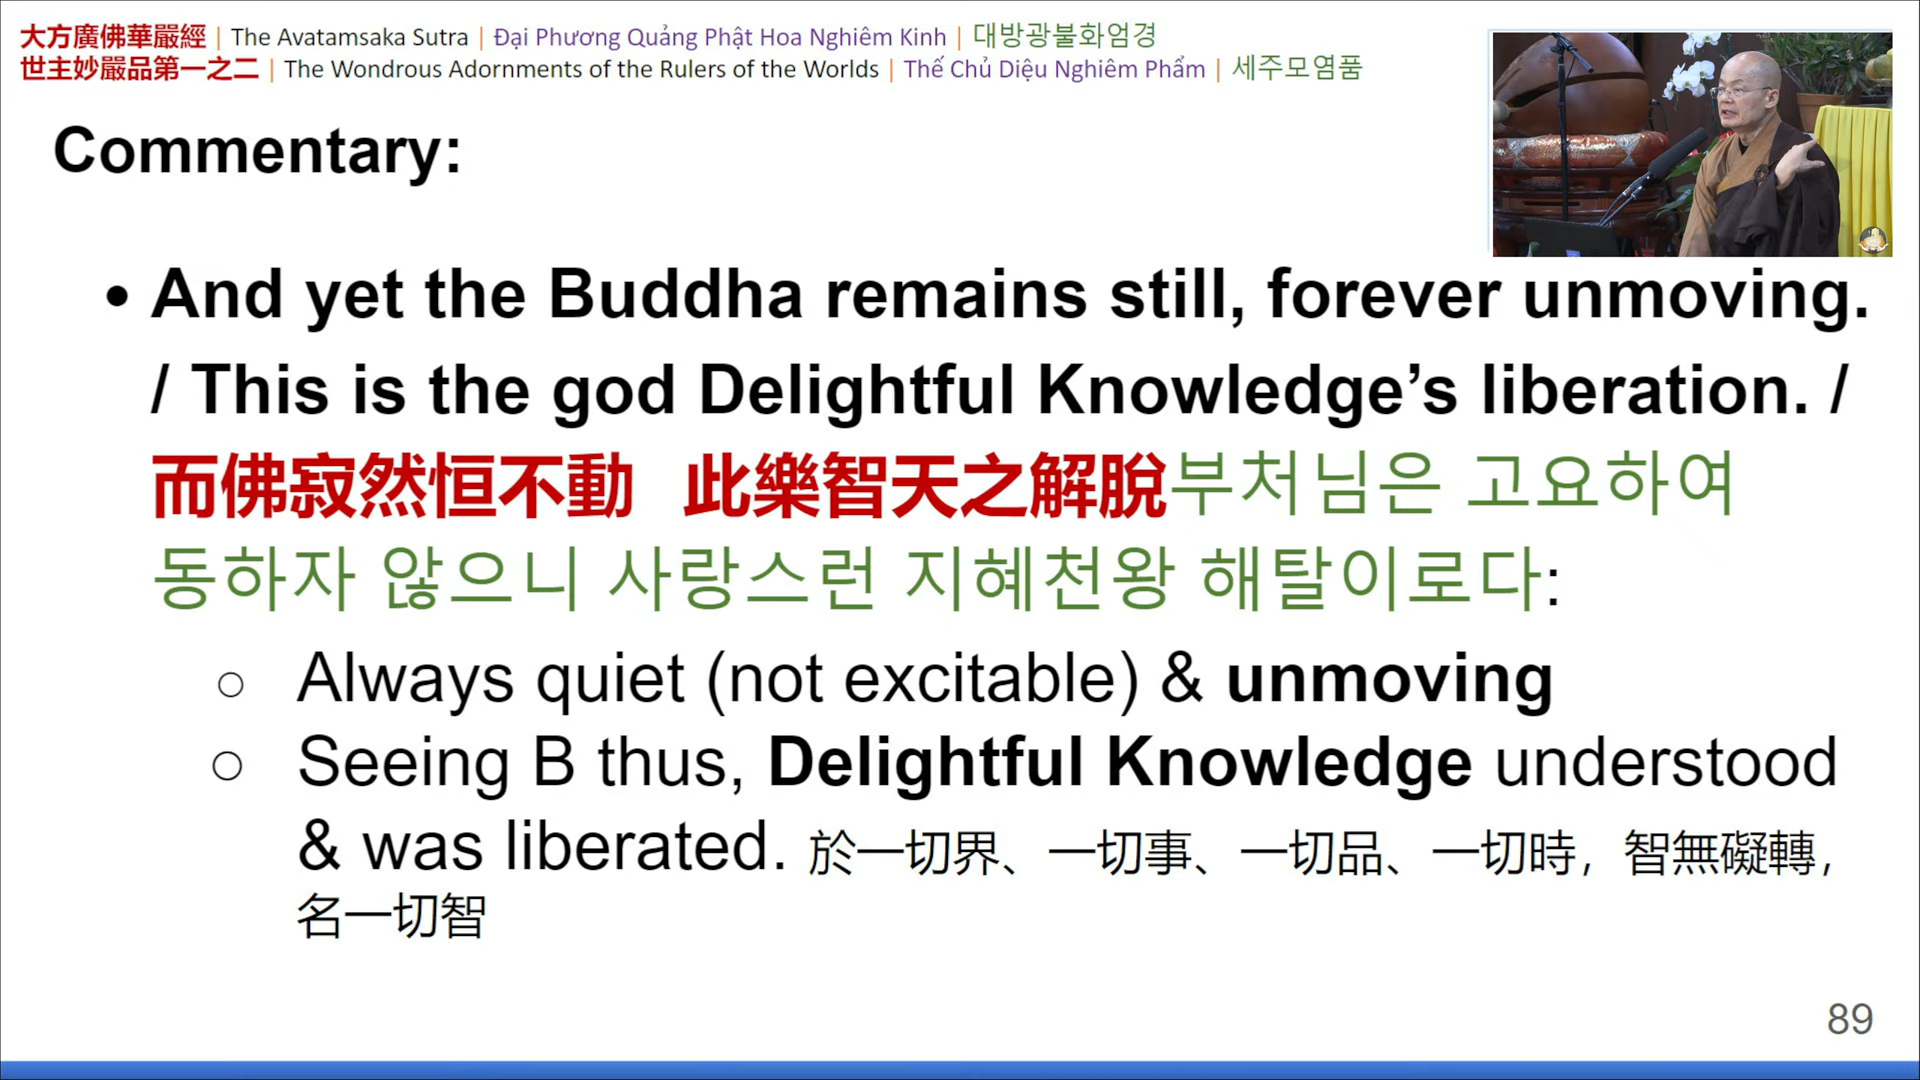 大方廣佛華嚴經 | The Avatamsaka Sutra | Đại Phương Quảng Phật Hoa Nghiêm Kinh | 대방광불화엄경
世主妙嚴品第一之二 | The Wondrous Adornments of the Rulers of the Worlds | Thế Chủ Diệu Nghiêm Phẩm | 세주모염품
Commentary:
• And yet the Buddha remains still, forever unmoving.
/ This is the god Delightful Knowledge’s liberation. /
而佛寂然恒不動 此樂智天之解脫부처님은 고요하여
동하자 않으니 사랑스런 지혜천왕 해탈이로다:
○ Always quiet (not excitable) & unmoving
○ Seeing B thus, Delightful Knowledge understood
& was liberated. 於一切界、一切事、一切品、一切時，智無礙轉，
名一切智
89